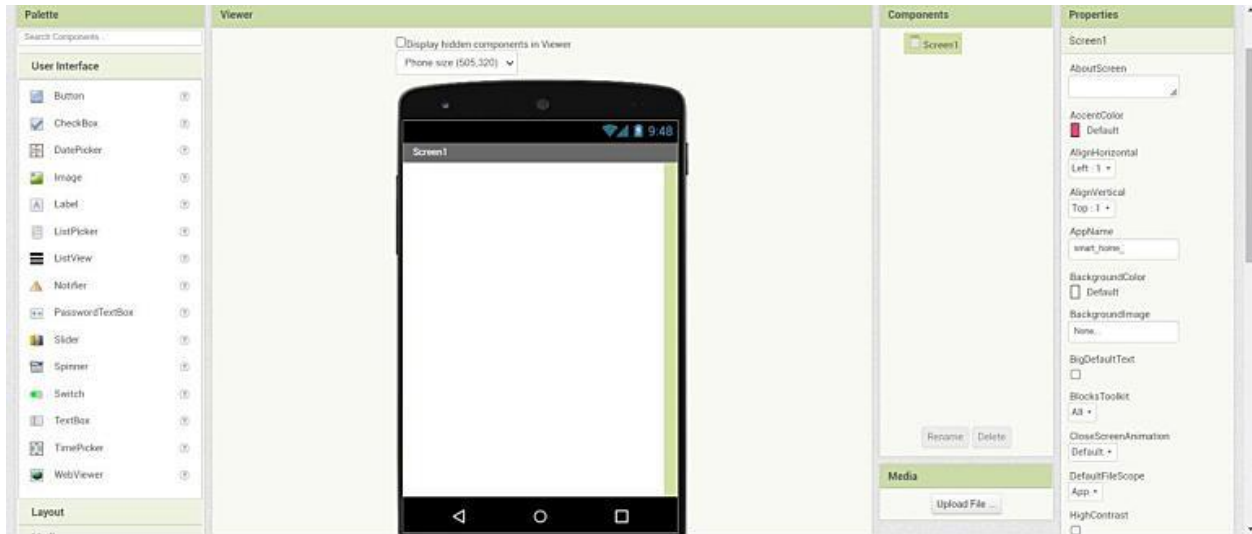 Palette
Search Components...
User Interface
Button
CheckBox
DatePicker
Image
Label
ListPicker
ListView
Notifier
PasswordTextBox
Slider
Spinner
Switch
TextBox
TimePicker
WebViewer
Layout
Viewer
Display hidden components in Viewer
Phone size (505,320)
9:48
Screen1
Components
Screen1
Rename Delete
Media
Upload File ...
Properties
Screen1
AboutScreen
AccentColor
Default
AlignHorizontal
Left : 1
AlignVertical
Top : 1
AppName
smart_home_
BackgroundColor
Default
BackgroundImage
None...
BigDefaultText
BlocksToolkit
All
CloseScreenAnimation
Default
DefaultFileScope
App
HighContrast